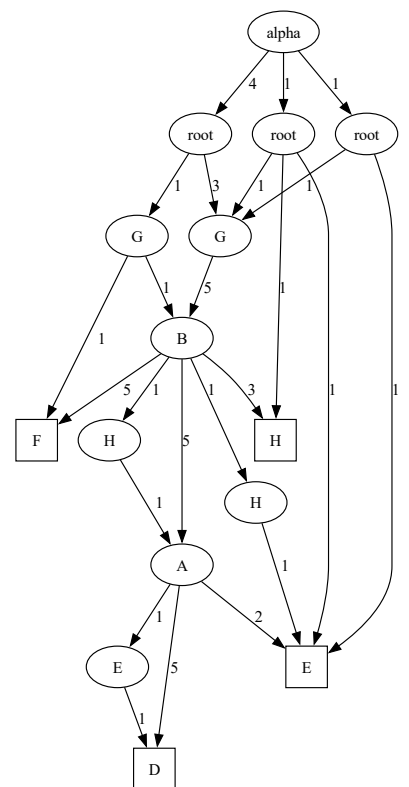 alpha
4 1 1
root root root
1 3 1 1
G G
1 1 5 1 1 1
B
5 1 5 1 3
F H H
H
1 1
A
1 2 5
E E
1
D